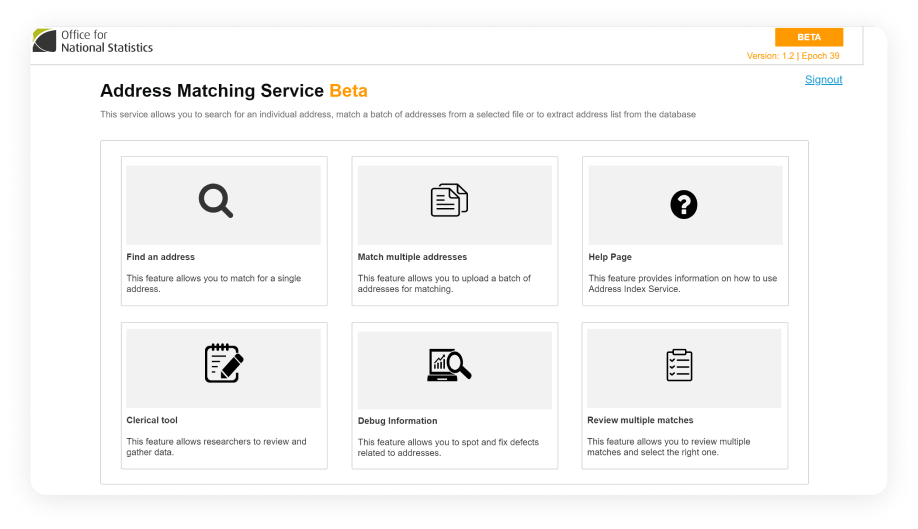 Office for
National Statistics
BETA
Version: 1.2 | Epoch 39
Signout
Address Matching Service Beta
This service allows you to search for an individual address, match a batch of addresses from a selected file or to extract address list from the database
Find an address
This feature allows you to match for a single
address.
Match multiple addresses
This feature allows you to upload a batch of
addresses for matching.
Help Page
This feature provides information on how to use
Address Index Service.
Clerical tool
This feature allows researchers to review and
gather data.
Debug Information
This feature allows you to spot and fix defects
related to addresses.
Review multiple matches
This feature allows you to review multiple
matches and select the right one.